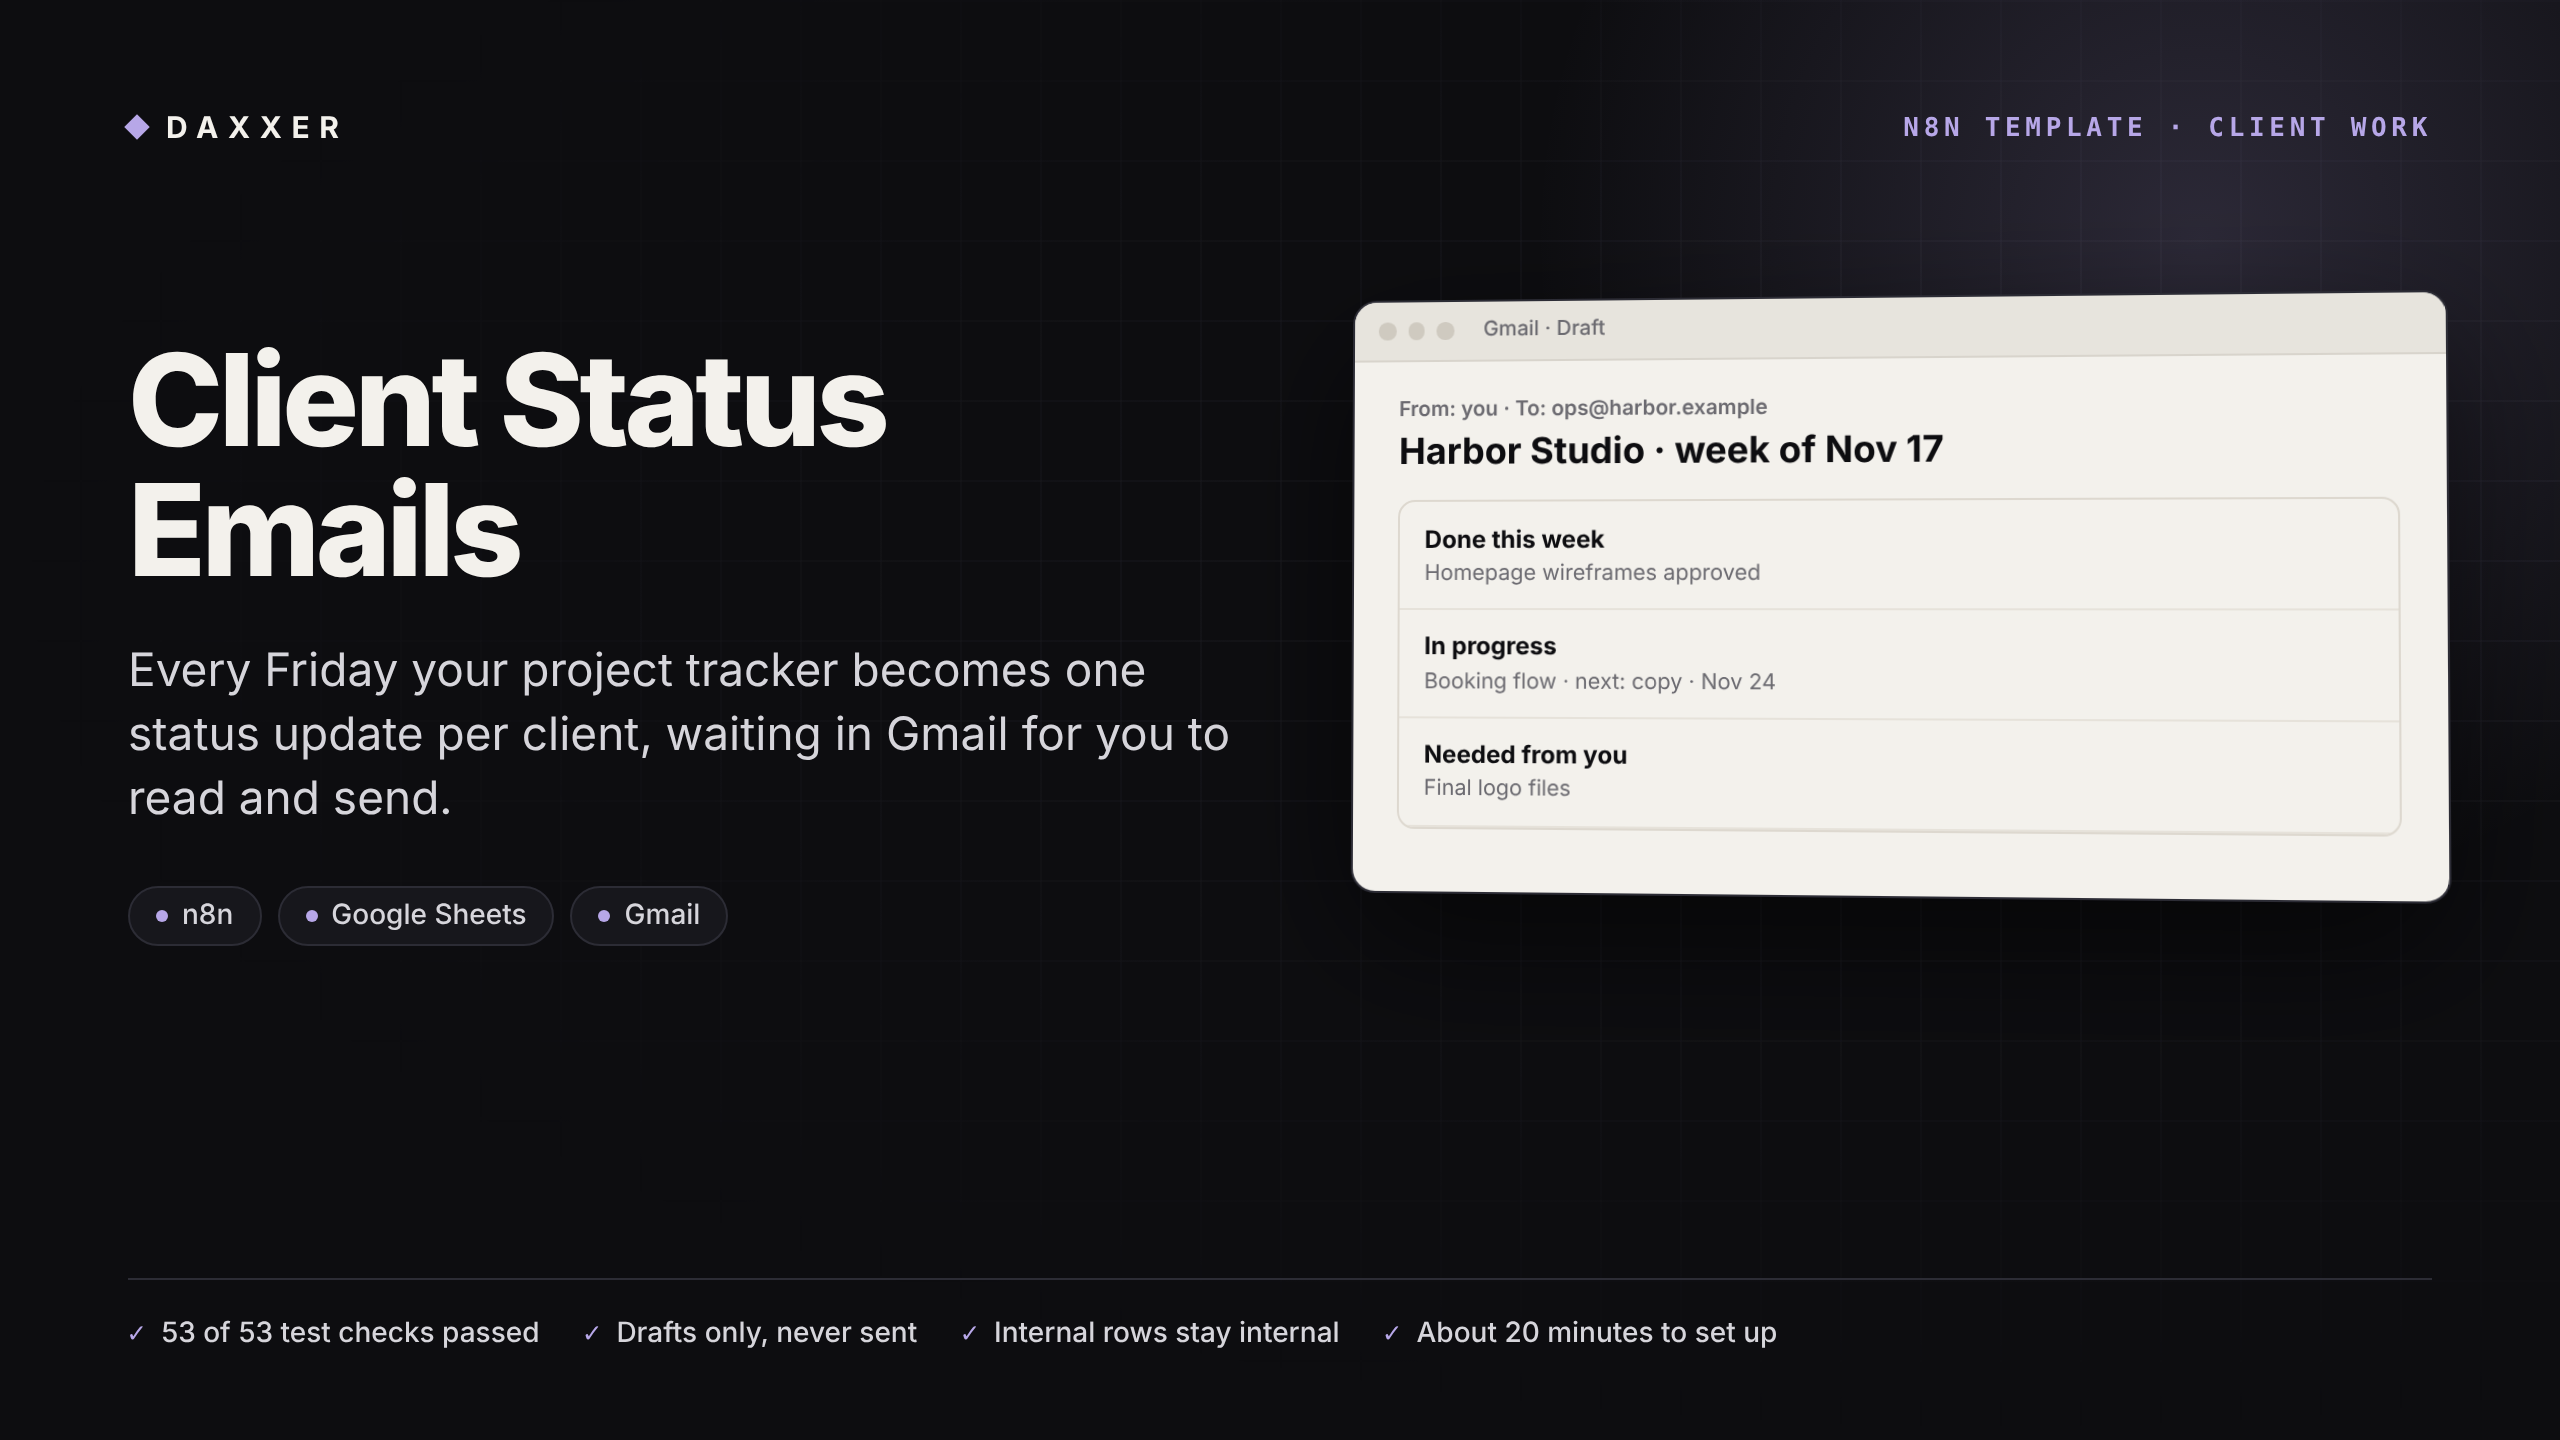 DAXXER
N8N TEMPLATE · CLIENT WORK
Client Status
Emails
Every Friday your project tracker becomes one
status update per client, waiting in Gmail for you to
read and send.
n8n
Google Sheets
Gmail
Gmail · Draft
From: you · To: ops@harbor.example
Harbor Studio · week of Nov 17
Done this week
Homepage wireframes approved
In progress
Booking flow · next: copy · Nov 24
Needed from you
Final logo files
✓ 53 of 53 test checks passed
✓ Drafts only, never sent
✓ Internal rows stay internal
✓ About 20 minutes to set up